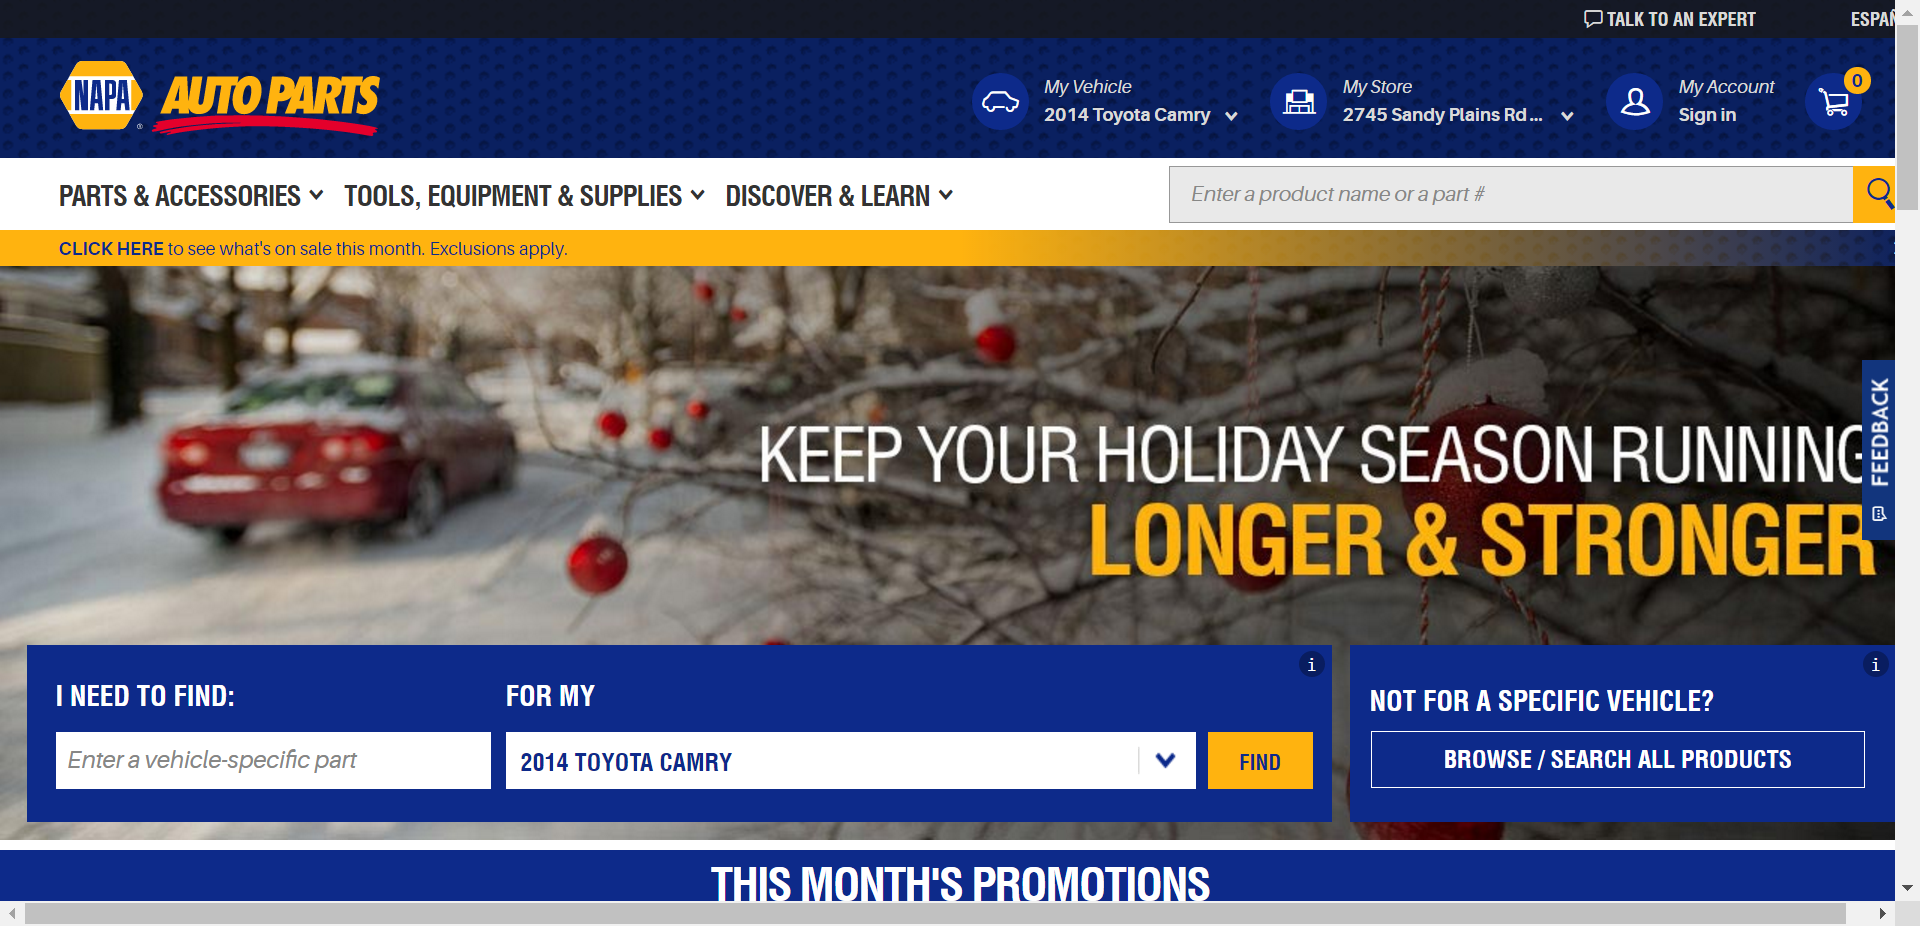 TALK TO AN EXPERT
ESPAÑ
NAPA
AUTO PARTS
My Vehicle
2014 Toyota Camry
My Store
2745 Sandy Plains Rd...
My Account
Sign in
0
PARTS & ACCESSORIES
TOOLS, EQUIPMENT & SUPPLIES
DISCOVER & LEARN
Enter a product name or a part #
CLICK HERE to see what's on sale this month. Exclusions apply.
KEEP YOUR HOLIDAY SEASON RUNNING
LONGER & STRONGER
FEEDBACK
I NEED TO FIND:
FOR MY
Enter a vehicle-specific part
2014 TOYOTA CAMRY
FIND
i
NOT FOR A SPECIFIC VEHICLE?
BROWSE / SEARCH ALL PRODUCTS
i
THIS MONTH'S PROMOTIONS